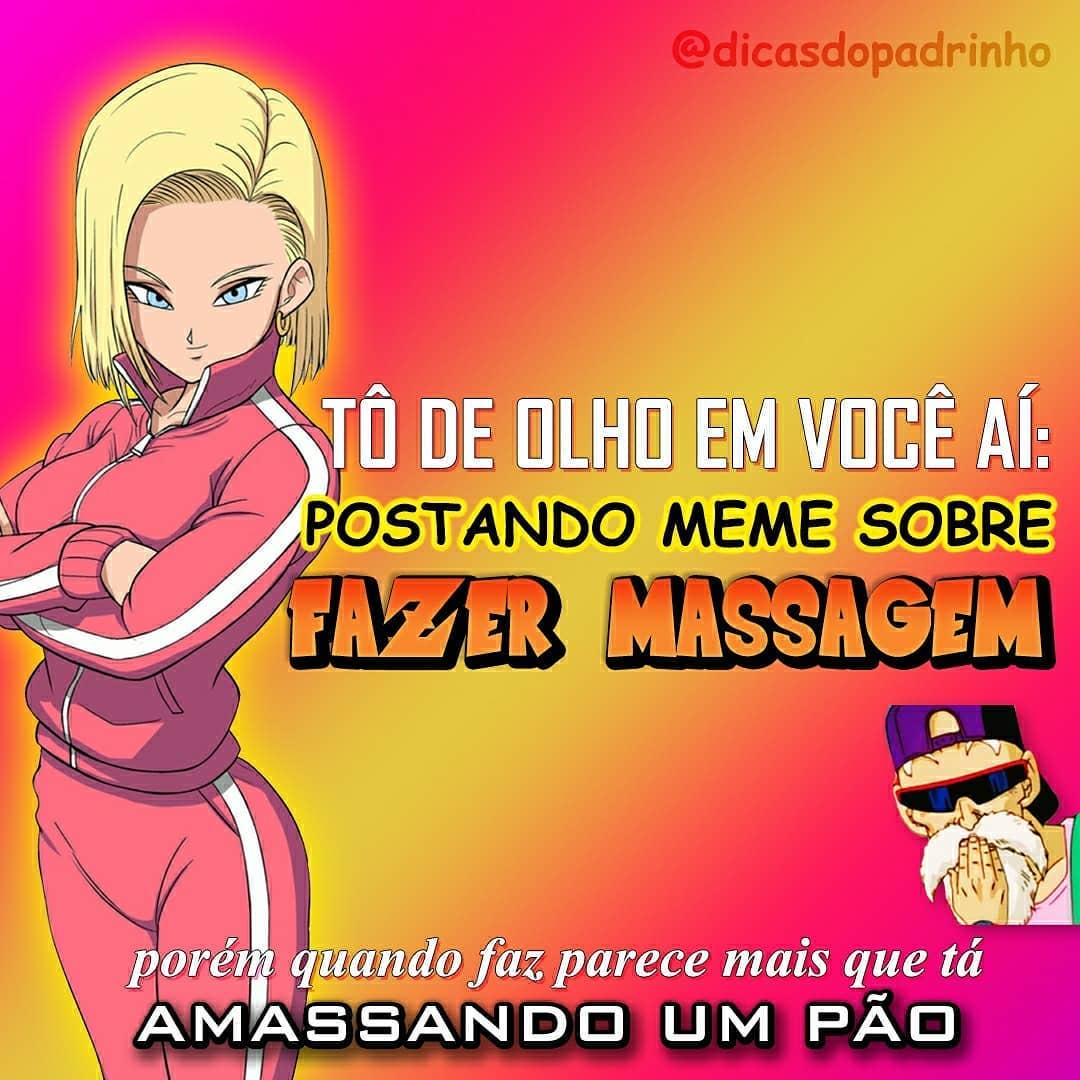 @dicasdopadrinho
TÔ DE OLHO EM VOCÊ AÍ:
POSTANDO MEME SOBRE
FAZER MASSAGEM
porém quando faz parece mais que tá
AMASSANDO UM PÃO